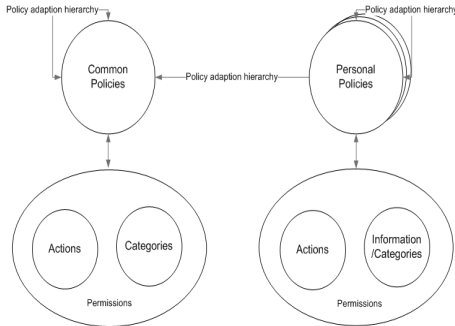 Policy adaption hierarchy
Policy adaption hierarchy
Common
Policies
Policy adaption hierarchy
Personal
Policies
Actions
Categories
Permissions
Actions
Information
/Categories
Permissions